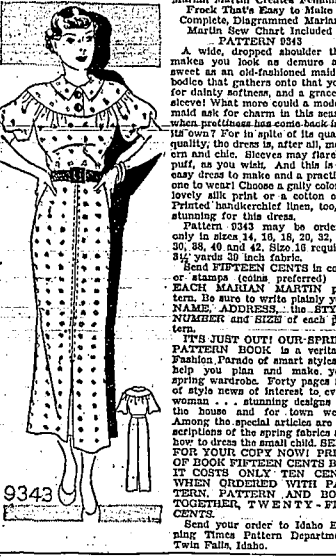 Marian Martin Creates
Frock That's Easy to Make
Complete, Diagrammed Marian
Martin Sew Chart Included
PATTERN 9343
A wide, dropped shoulder
makes you look as demure a
sweet as an old-fashioned maid
bodice that gathers onto that yo
for dainty softness, and a grace
sleeve! What more could a mod
maid ask for charm in this seas
when prettiness has come back i
its own? For in spite of its qua
quality, the dress is, after all, mo
ern and chic. Sleeves may flare
puff, as you wish. And this is
easy dress to make and a practi
one to wear! Choose a gaily color
lovely silk print or a cotton o
Printed handkerchief linen, too,
stunning for this dress.
Pattern 9343 may be order
only in sizes 14, 16, 18, 20, 32,
36, 38, 40 and 42. Size 16 requir
3¼ yards 39 inch fabric.
Send FIFTEEN CENTS in co
or stamps (coins preferred)
EACH MARIAN MARTIN p
tern. Be sure to write plainly y
NAME, ADDRESS, the STY
NUMBER and SIZE of each p
tern.
IT'S JUST OUT! OUR SPRI
PATTERN BOOK is a verita
Fashion Parade of smart styles
help you plan and make y
spring wardrobe. Forty pages
of style news of interest to ev
woman . . . stunning designs
the house and for town we
Among the special articles are
scriptions of the spring fabrics
how to dress the small child. SE
FOR YOUR COPY NOW! PRI
OF BOOK FIFTEEN CENTS B
IT COSTS ONLY TEN CEN
WHEN ORDERED WITH PA
TERN, PATTERN AND BO
TOGETHER, TWENTY-FI
CENTS.
Send your order to Idaho E
ning Times Pattern Depart
Twin Falls, Idaho.
9343